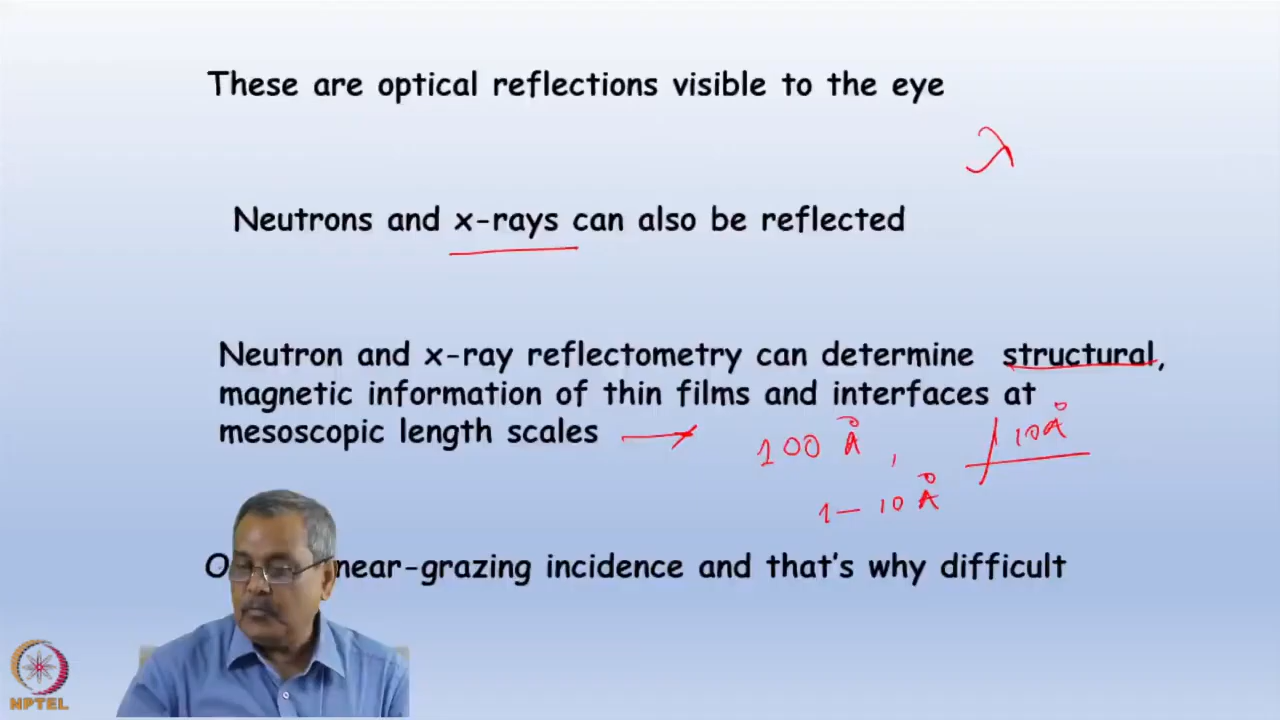 These are optical reflections visible to the eye
λ
Neutrons and x-rays can also be reflected
Neutron and x-ray reflectometry can determine structural,
magnetic information of thin films and interfaces at
mesoscopic length scales
100 Å, 10Å
1 – 10 Å
near-grazing incidence and that's why difficult
NPTEL